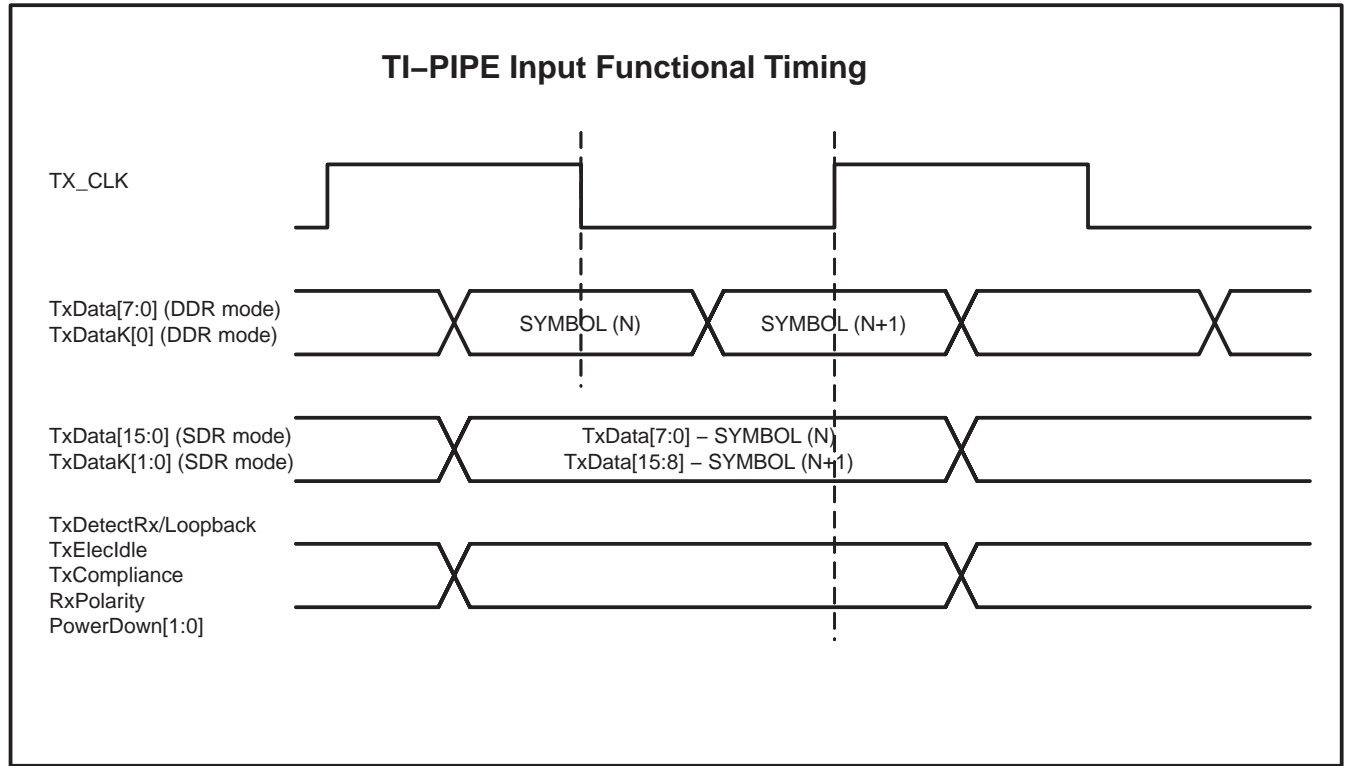 TI–PIPE Input Functional Timing
TX_CLK
TxData[7:0] (DDR mode)
TxDataK[0] (DDR mode)
SYMBOL (N)
SYMBOL (N+1)
TxData[15:0] (SDR mode)
TxDataK[1:0] (SDR mode)
TxData[7:0] – SYMBOL (N)
TxData[15:8] – SYMBOL (N+1)
TxDetectRx/Loopback
TxElecIdle
TxCompliance
RxPolarity
PowerDown[1:0]